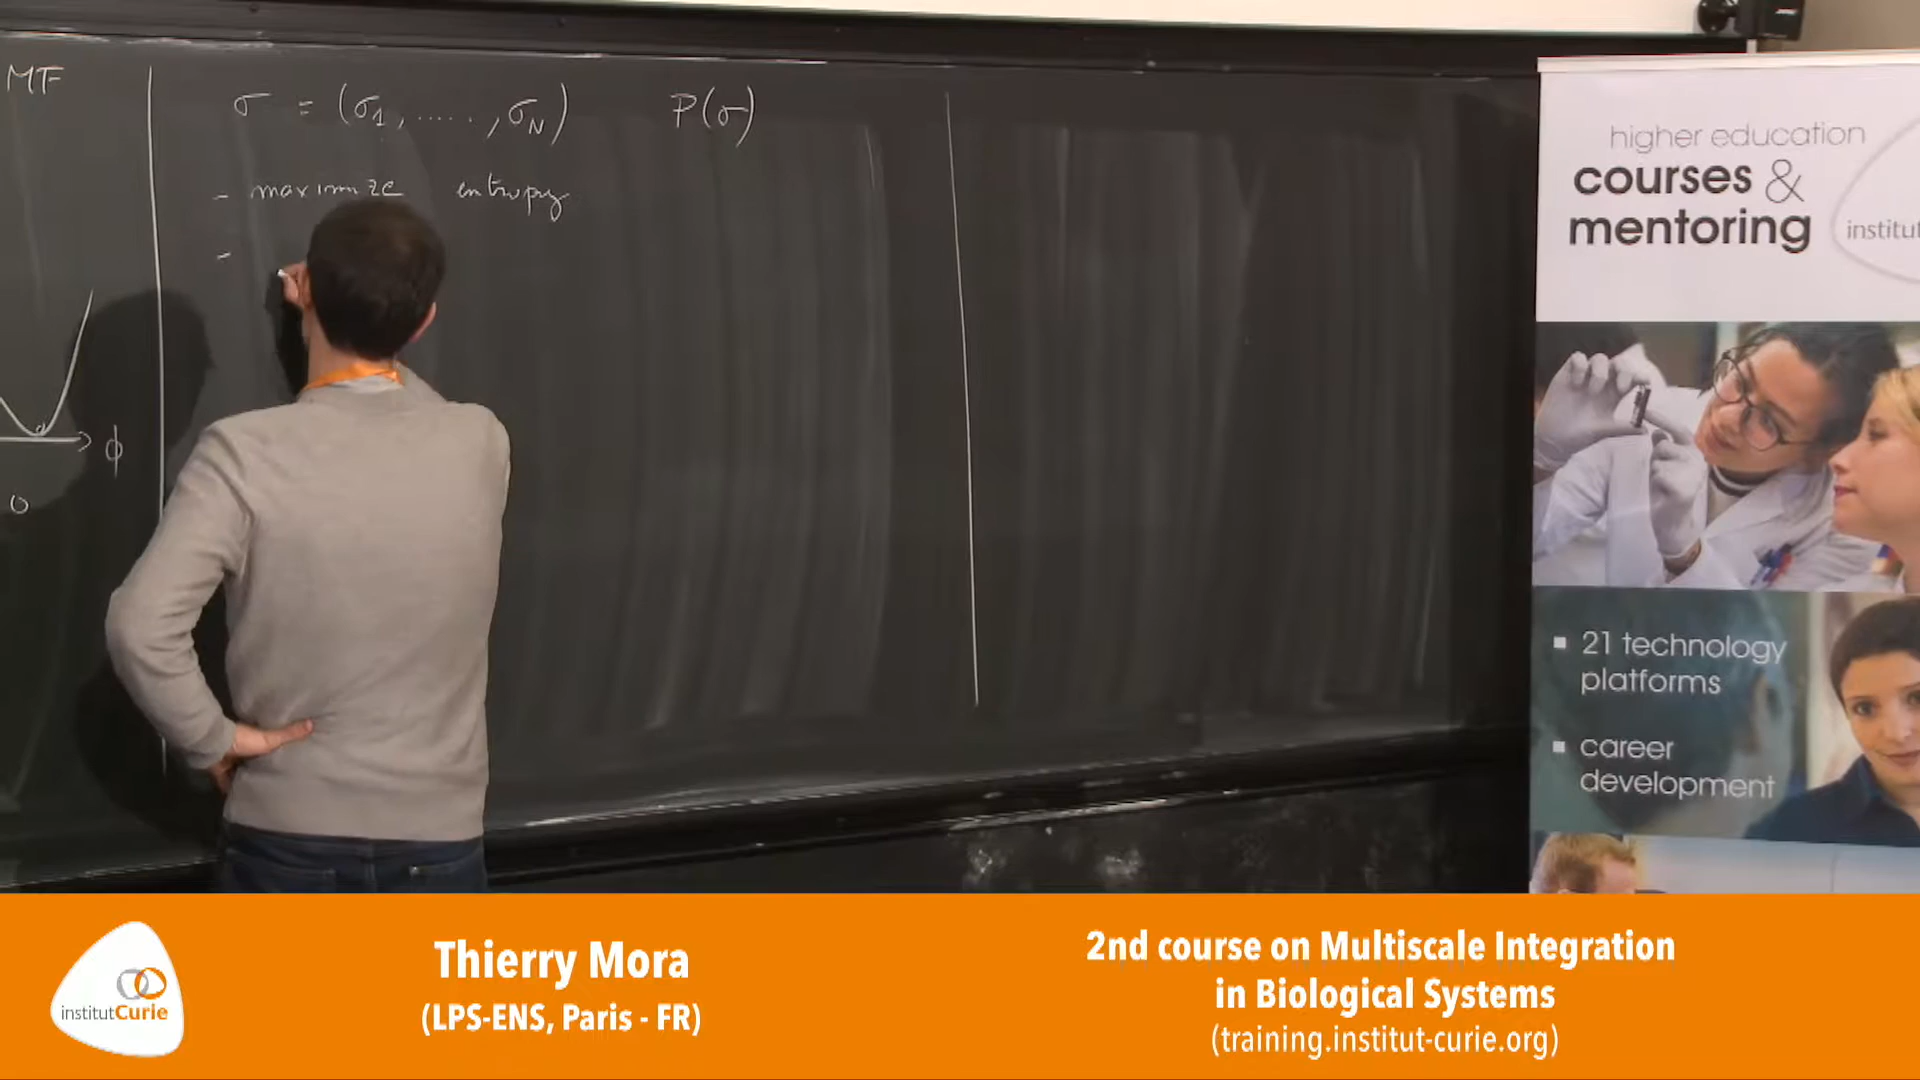 MF
σ = (σ1, ....., σN) P(σ)
- maximize entropy
-
ϕ
0
higher education
courses &
mentoring
institut
21 technology
platforms
career
development
institutCurie
Thierry Mora
(LPS-ENS, Paris - FR)
2nd course on Multiscale Integration
in Biological Systems
(training.institut-curie.org)